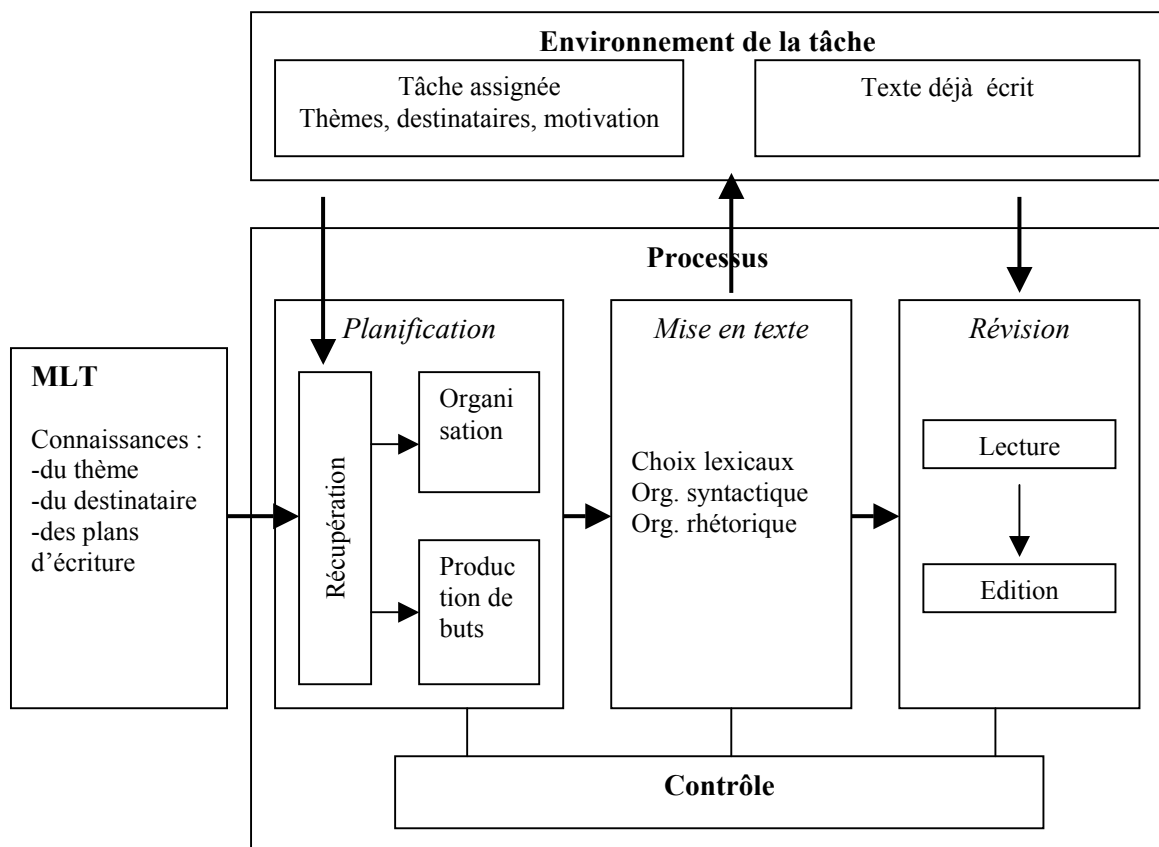 Environnement de la tâche
Tâche assignée
Thèmes, destinataires, motivation
Texte déjà écrit
Processus
Planification
Mise en texte
Révision
MLT
Connaissances :
-du thème
-du destinataire
-des plans
d’écriture
Récupération
Organi
sation
Produc
tion de
buts
Choix lexicaux
Org. syntactique
Org. rhétorique
Lecture
Edition
Contrôle